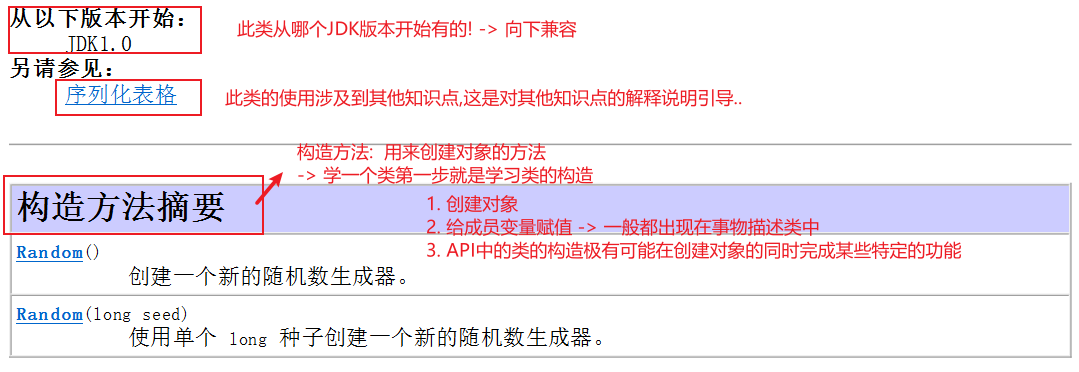 从以下版本开始：
此类从哪个JDK版本开始有的! -> 向下兼容
JDK1.0
另请参见：
序列化表格
此类的使用涉及到其他知识点,这是对其他知识点的解释说明引导..
构造方法: 用来创建对象的方法
-> 学一个类第一步就是学习类的构造
构造方法摘要
1. 创建对象
2. 给成员变量赋值 -> 一般都出现在事物描述类中
3. API中的类的构造极有可能在创建对象的同时完成某些特定的功能
Random()
创建一个新的随机数生成器。
Random(long seed)
使用单个 long 种子创建一个新的随机数生成器。